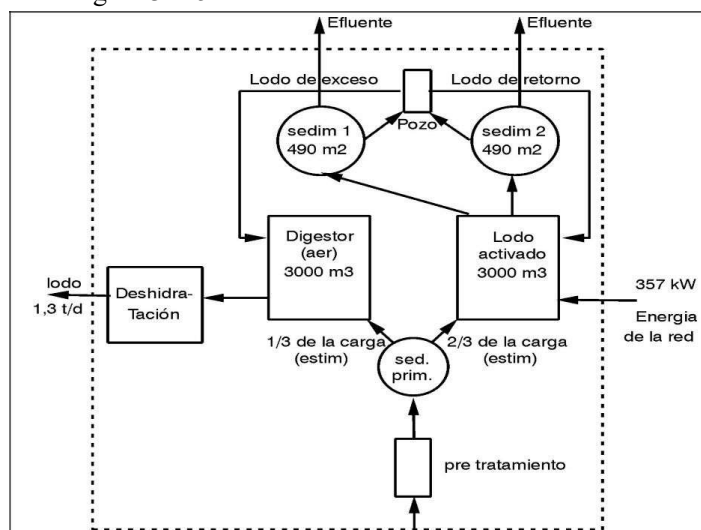 Efluente
Efluente
Lodo de exceso
Lodo de retorno
Pozo
sedim 1
490 m2
sedim 2
490 m2
Digestor
(aer)
3000 m3
Lodo
activado
3000 m3
lodo
1,3 t/d
Deshidra-
Tación
357 kW
Energia
de la red
1/3 de la carga
(estim)
2/3 de la carga
(estim)
sed.
prim.
pre tratamiento